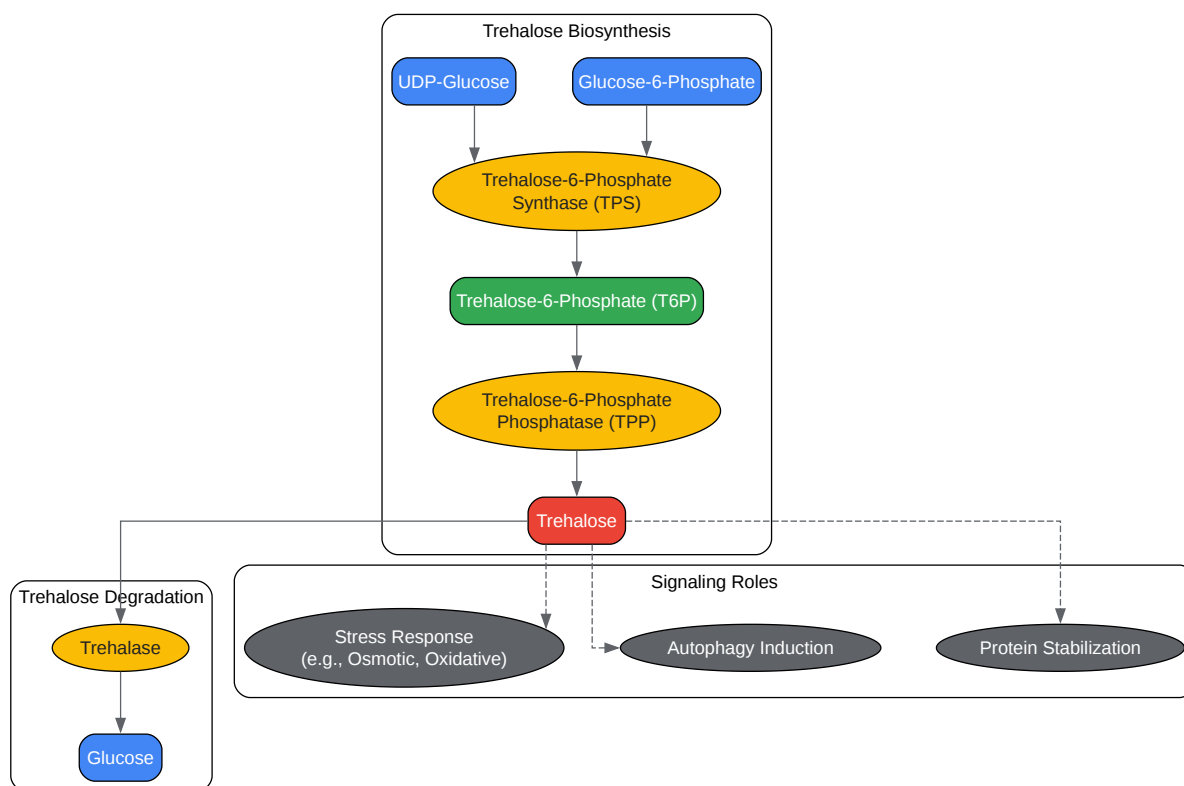 Trehalose Biosynthesis
UDP-Glucose
Glucose-6-Phosphate
Trehalose-6-Phosphate
Synthase (TPS)
Trehalose-6-Phosphate (T6P)
Trehalose-6-Phosphate
Phosphatase (TPP)
Trehalose
Trehalose Degradation
Trehalase
Glucose
Signaling Roles
Stress Response
(e.g., Osmotic, Oxidative)
Autophagy Induction
Protein Stabilization